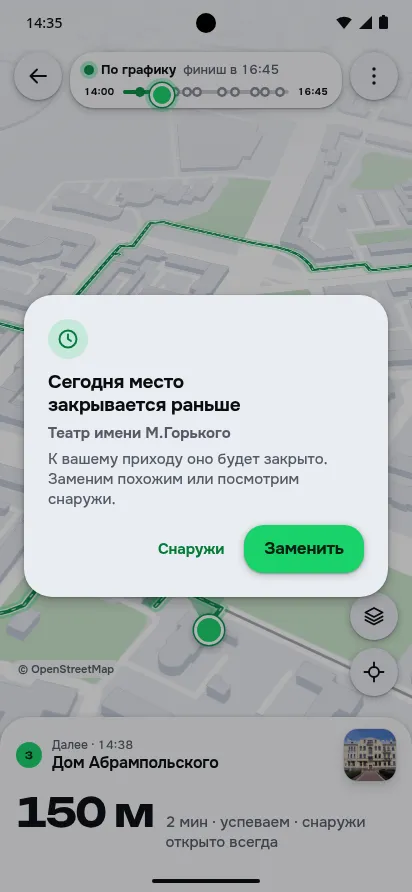 14:35
По графику финиш в 16:45
14:00 16:45
Сегодня место
закрывается раньше
Театр имени М.Горького
К вашему приходу оно будет закрыто.
Заменим похожим или посмотрим
снаружи.
Снаружи Заменить
© OpenStreetMap
3 Далее · 14:38
Дом Абрампольского
150 м 2 мин · успеваем · снаружи
открыто всегда